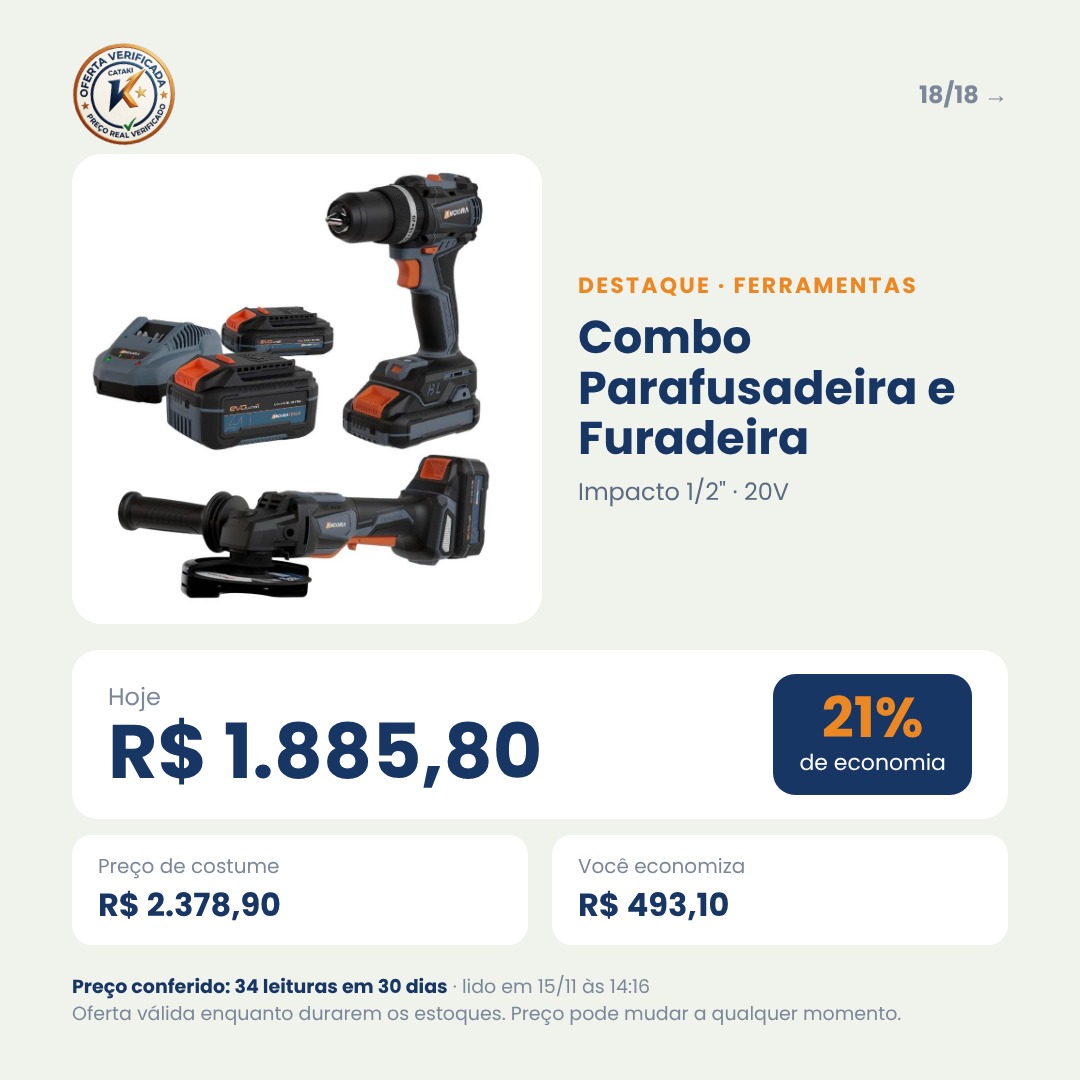 OFERTA VERIFICADA
CATAKI
K
PREÇO REAL VERIFICADO
18/18 →
DESTAQUE · FERRAMENTAS
Combo
Parafusadeira e
Furadeira
Impacto 1/2" · 20V
Hoje
R$ 1.885,80
21%
de economia
Preço de costume
R$ 2.378,90
Você economiza
R$ 493,10
Preço conferido: 34 leituras em 30 dias · lido em 15/11 às 14:16
Oferta válida enquanto durarem os estoques. Preço pode mudar a qualquer momento.